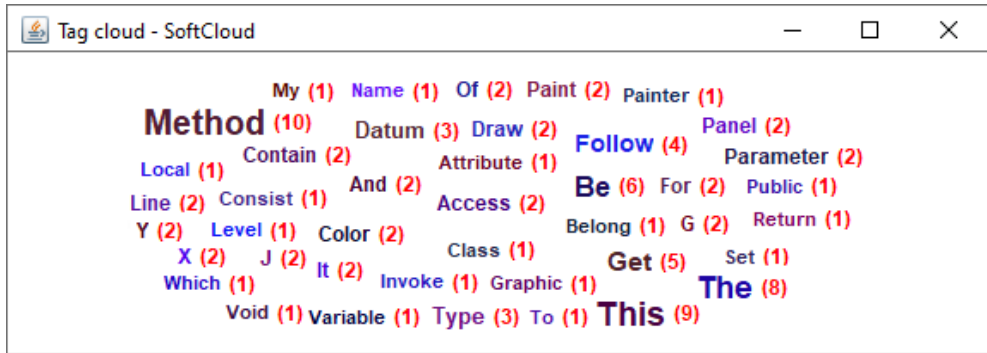 Tag cloud - SoftCloud
My (1) Name (1) Of (2) Paint (2) Painter (1)
Method (10) Datum (3) Draw (2) Follow (4) Panel (2)
Local (1) Contain (2) Attribute (1) Parameter (2)
Line (2) Consist (1) And (2) Access (2) Be (6) For (2) Public (1)
Y (2) Level (1) Color (2) Belong (1) G (2) Return (1)
X (2) J (2) It (2) Class (1) Get (5) Set (1)
Which (1) Invoke (1) Graphic (1) The (8)
Void (1) Variable (1) Type (3) To (1) This (9)